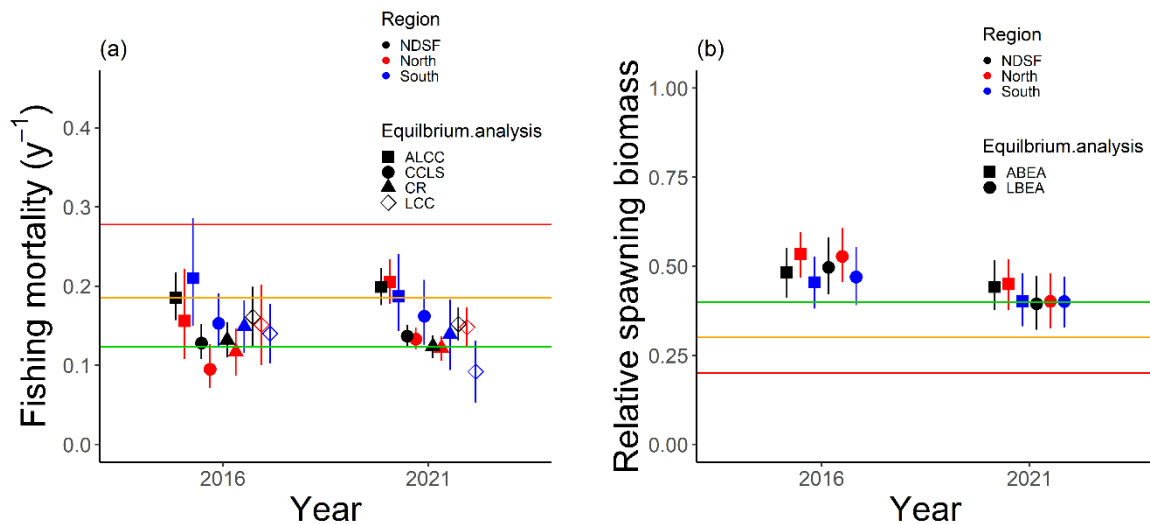 (a)
Region
NDSF
North
South
Equilbrium.analysis
ALCC
CCLS
CR
LCC
Fishing mortality (y⁻¹)
0.4
0.3
0.2
0.1
0.0
2016
2021
Year
(b)
Region
NDSF
North
South
Equilbrium.analysis
ABEA
LBEA
Relative spawning biomass
1.00
0.75
0.50
0.25
0.00
2016
2021
Year